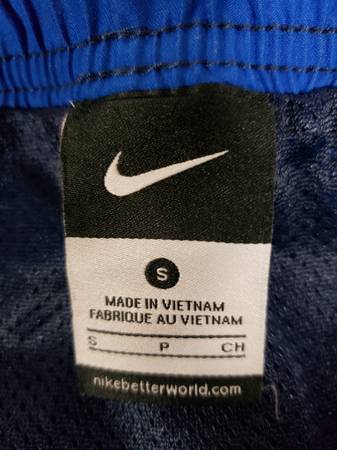 S
MADE IN VIETNAM
FABRIQUE AU VIETNAM
S P CH
nikebetterworld.com